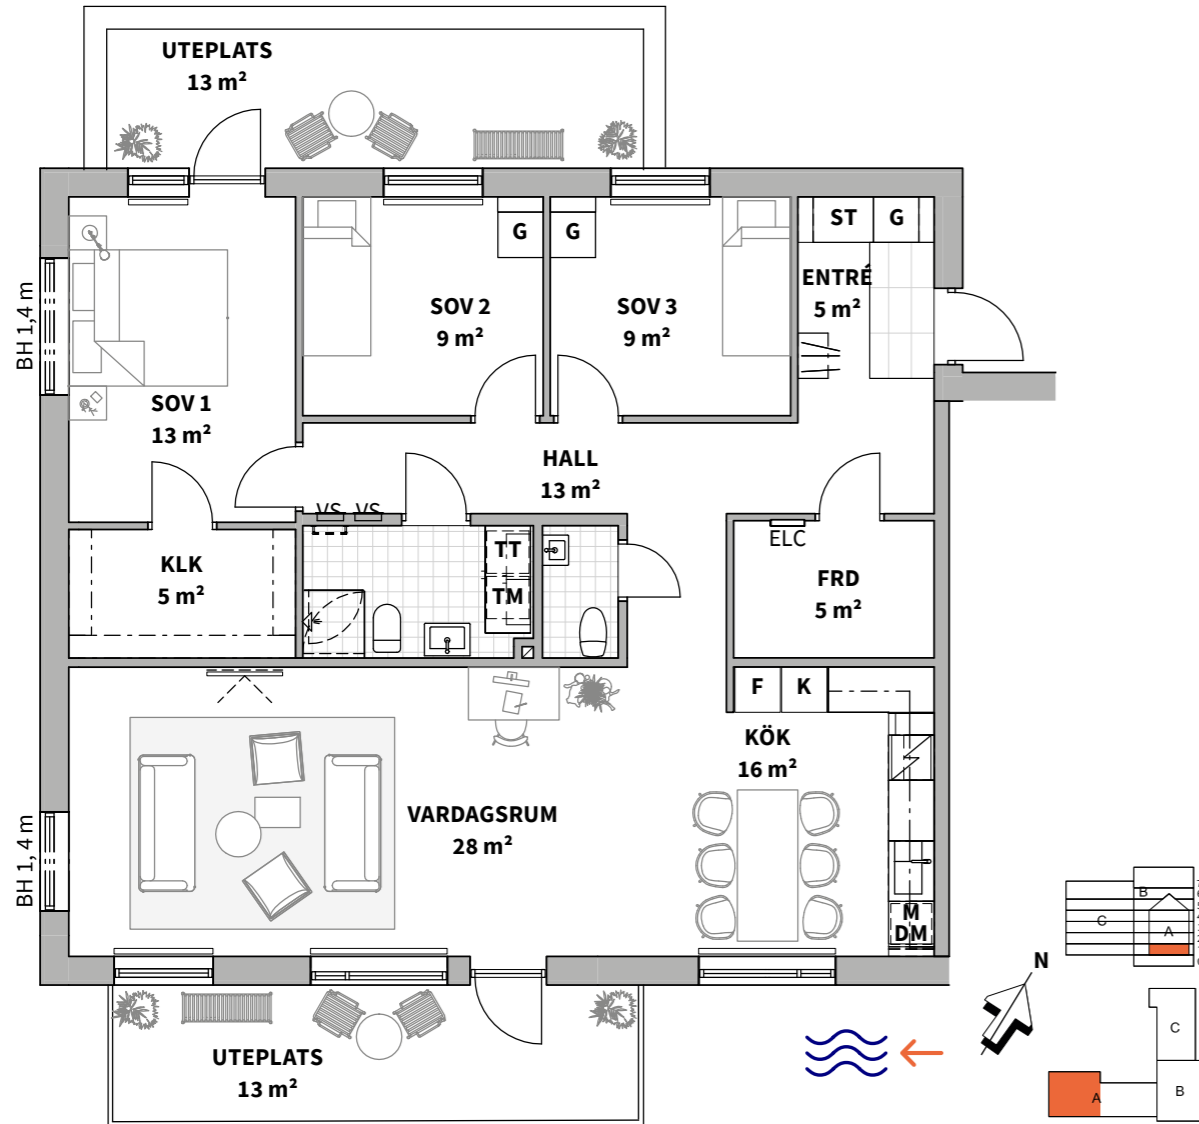 UTEPLATS
13 m²
ST
G
G
G
ENTRÉ
5 m²
SOV 2
9 m²
SOV 3
9 m²
BH 1,4 m
SOV 1
13 m²
HALL
13 m²
VS VS
ELC
TT
TM
KLK
5 m²
FRD
5 m²
F
K
KÖK
16 m²
VARDAGSRUM
28 m²
BH 1, 4 m
M
DM
B
C
A
N
UTEPLATS
13 m²
C
B
A